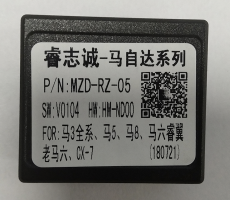 睿志诚-马自达系列
P/N:MZD-RZ-05
SW:V0104 HW:HM-ND00
FOR:马3全系、马5、马6、马六睿翼
老马六、CX-7 (180721)